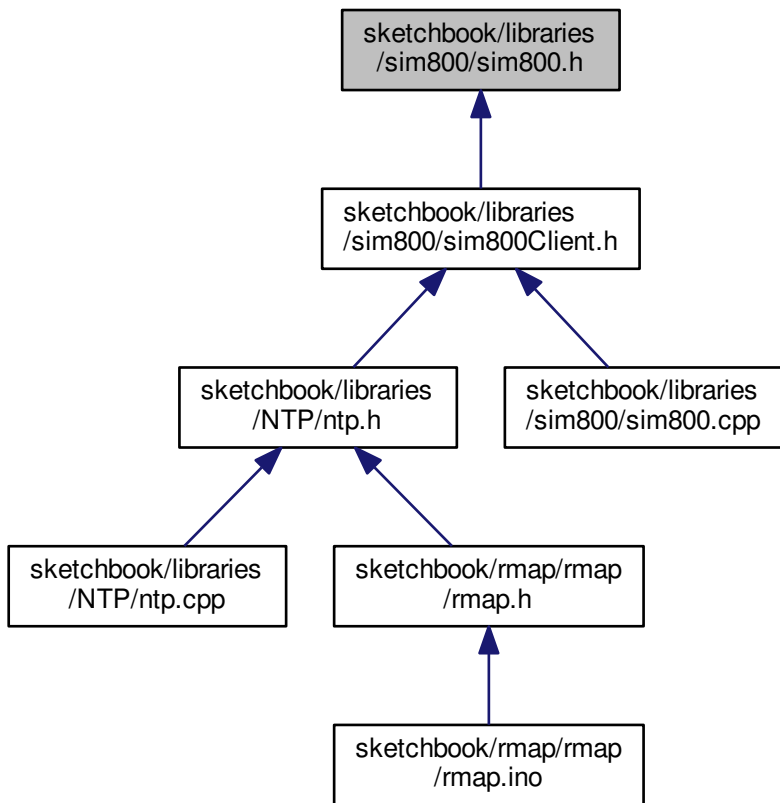 sketchbook/libraries
/sim800/sim800.h
sketchbook/libraries
/sim800/sim800Client.h
sketchbook/libraries
/NTP/ntp.h
sketchbook/libraries
/sim800/sim800.cpp
sketchbook/libraries
/NTP/ntp.cpp
sketchbook/rmap/rmap
/rmap.h
sketchbook/rmap/rmap
/rmap.ino